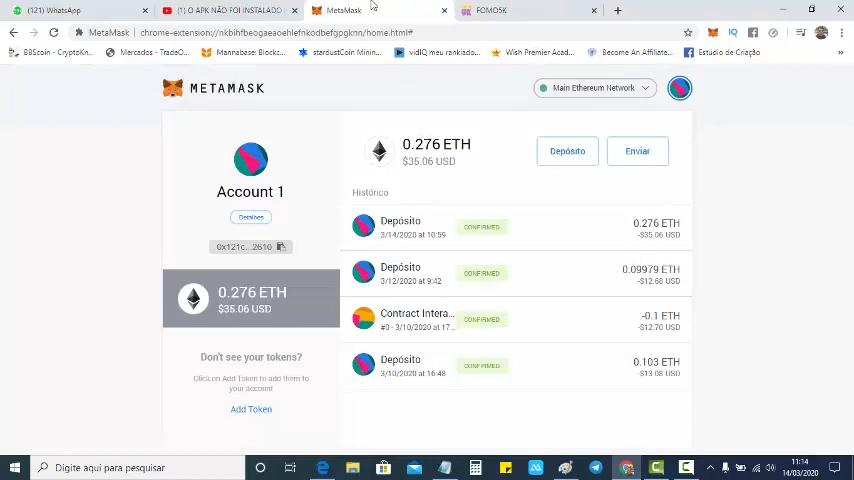 (121) WhatsApp
(1) O APK NÃO FOI INSTALADO
MetaMask
FOMO5K
MetaMask
chrome-extension://nkbihfbeogaeaoehlefnkodbefgpgknn/home.html#
BBScoin - CryptoKn...
Mercados - TradeO...
Mannabase: Blockc...
stardustCoin Minin...
vidIQ meu rankiado...
Wish Premier Acad...
Become An Affiliate...
Estúdio de Criação
METAMASK
Main Ethereum Network
Account 1
Detalhes
0x121c...2610
0.276 ETH
$35.06 USD
Don't see your tokens?
Click on Add Token to add them to
your account
Add Token
0.276 ETH
$35.06 USD
Depósito
Enviar
Histórico
Depósito
3/14/2020 at 10:59
CONFIRMED
0.276 ETH
-$35.06 USD
Depósito
3/12/2020 at 9:42
CONFIRMED
0.09979 ETH
-$12.68 USD
Contract Intera...
#0 - 3/10/2020 at 17:...
CONFIRMED
-0.1 ETH
-$12.70 USD
Depósito
3/10/2020 at 16:48
CONFIRMED
0.103 ETH
-$13.08 USD
Digite aqui para pesquisar
11:14
14/03/2020